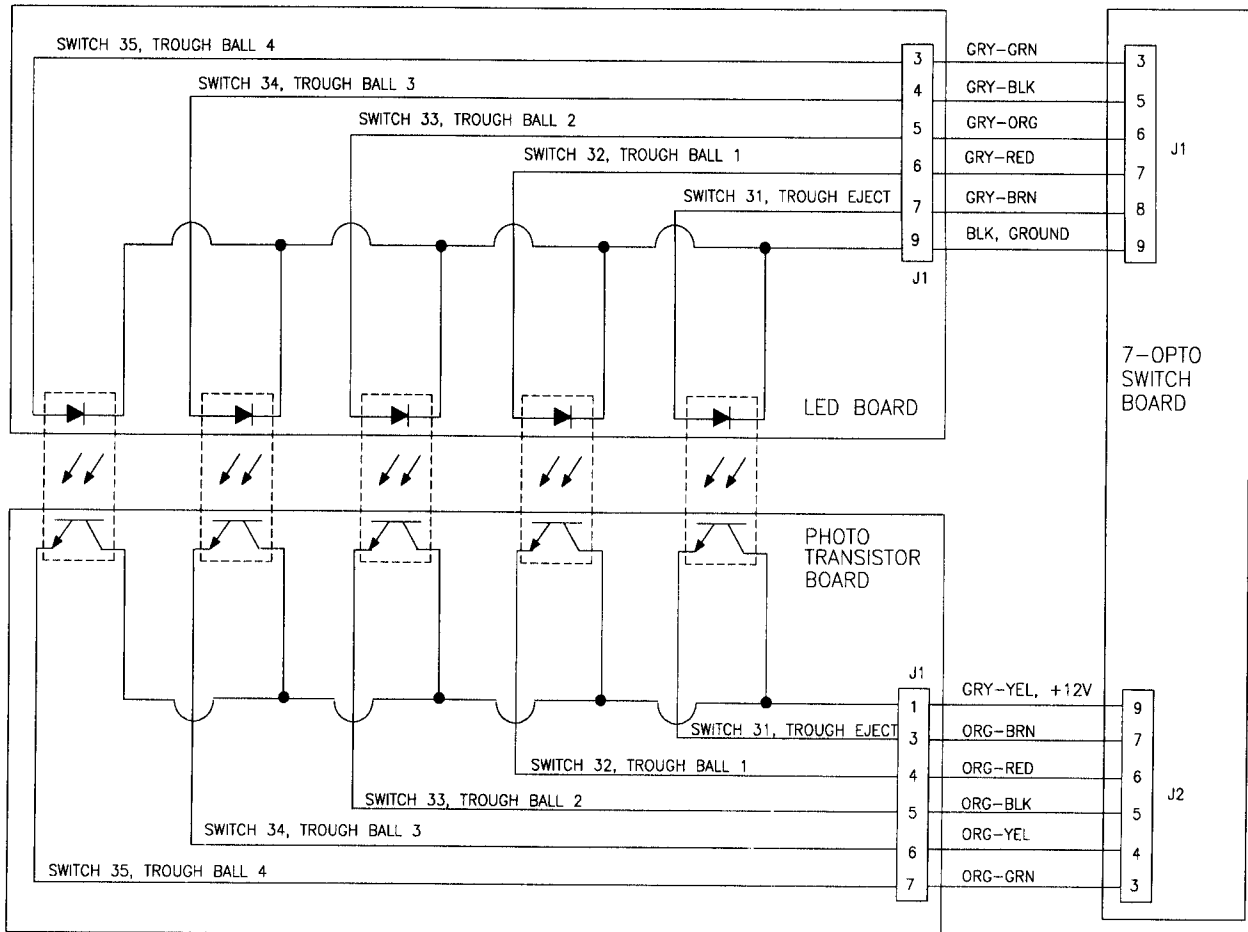 SWITCH 35, TROUGH BALL 4
3
GRY-GRN
3
SWITCH 34, TROUGH BALL 3
4
GRY-BLK
5
SWITCH 33, TROUGH BALL 2
5
GRY-ORG
6
J1
SWITCH 32, TROUGH BALL 1
6
GRY-RED
7
SWITCH 31, TROUGH EJECT
7
GRY-BRN
8
9
BLK, GROUND
9
J1
7-OPTO
SWITCH
BOARD
LED BOARD
PHOTO
TRANSISTOR
BOARD
J1
1
GRY-YEL, +12V
9
SWITCH 31, TROUGH EJECT
3
ORG-BRN
7
SWITCH 32, TROUGH BALL 1
4
ORG-RED
6
J2
SWITCH 33, TROUGH BALL 2
5
ORG-BLK
5
SWITCH 34, TROUGH BALL 3
6
ORG-YEL
4
SWITCH 35, TROUGH BALL 4
7
ORG-GRN
3